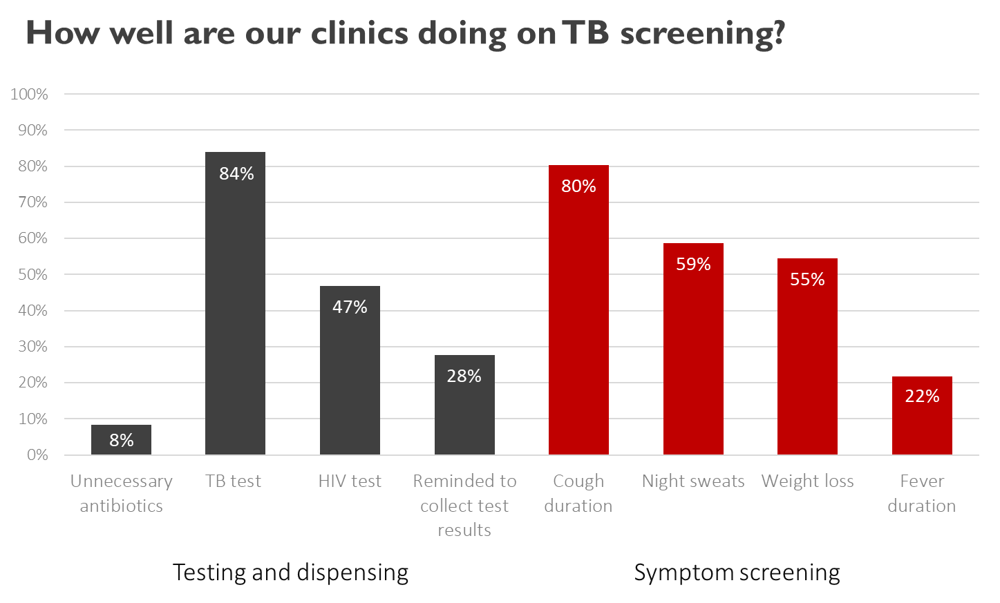 How well are our clinics doing on TB screening?
100%
90%
80%
70%
60%
50%
40%
30%
20%
10%
0%
8%
84%
47%
28%
80%
59%
55%
22%
Unnecessary
antibiotics
TB test
HIV test
Reminded to
collect test
results
Cough
duration
Night sweats
Weight loss
Fever
duration
Testing and dispensing
Symptom screening